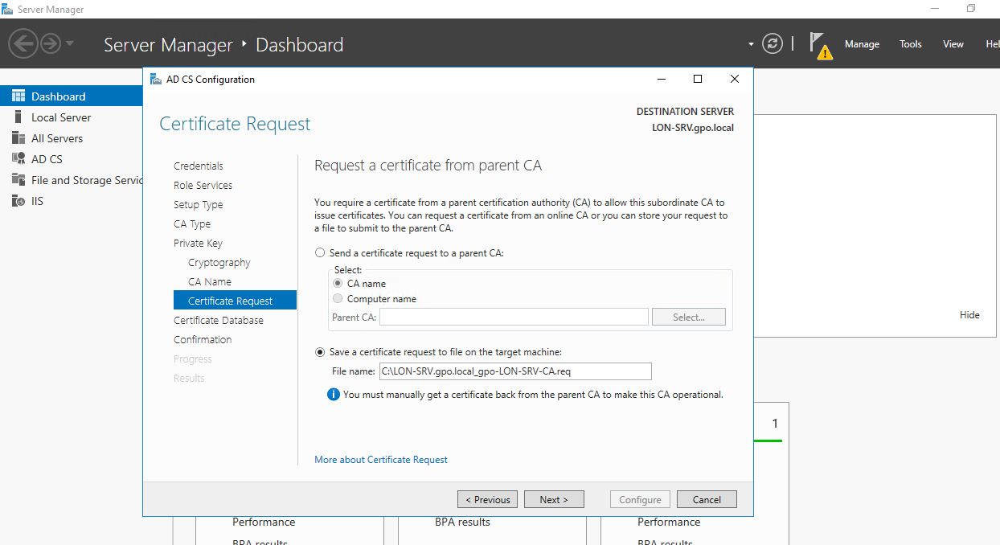 Server Manager
Server Manager · Dashboard
Manage Tools View Hel
Dashboard
Local Server
All Servers
AD CS
File and Storage Servic
IIS
AD CS Configuration
Certificate Request
DESTINATION SERVER
LON-SRV.gpo.local
Credentials
Role Services
Setup Type
CA Type
Private Key
Cryptography
CA Name
Certificate Request
Certificate Database
Confirmation
Progress
Results
Request a certificate from parent CA
You require a certificate from a parent certification authority (CA) to allow this subordinate CA to
issue certificates. You can request a certificate from an online CA or you can store your request to
a file to submit to the parent CA.
Send a certificate request to a parent CA:
Select:
CA name
Computer name
Parent CA: Select...
Save a certificate request to file on the target machine:
File name: C:\LON-SRV.gpo.local_gpo-LON-SRV-CA.req
You must manually get a certificate back from the parent CA to make this CA operational.
More about Certificate Request
< Previous Next > Configure Cancel
Hide
1
Performance BPA results Performance
BPA results BPA results